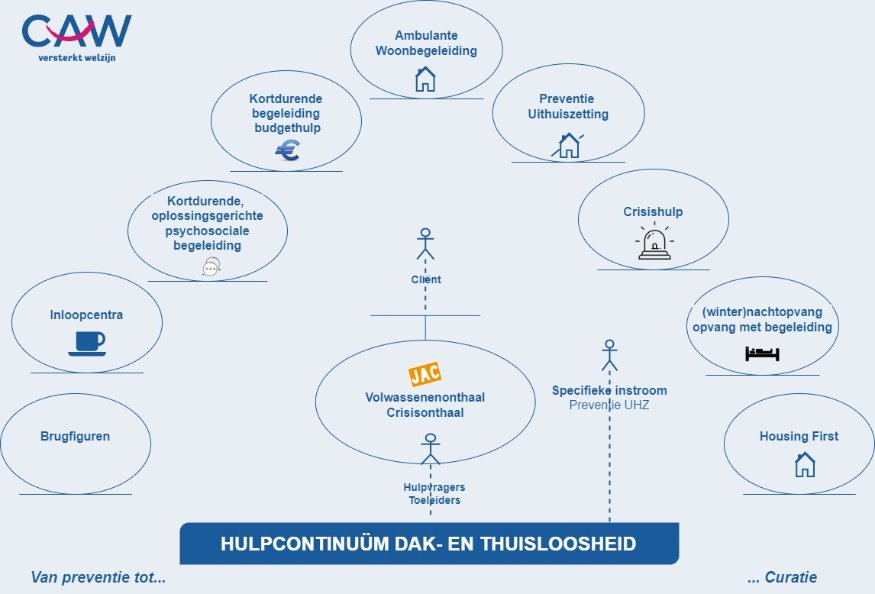 CAW
versterkt welzijn
Ambulante
Woonbegeleiding
Kortdurende
begeleiding
budgethulp
Preventie
Uithuiszetting
Kortdurende,
oplossingsgerichte
psychosociale
begeleiding
Crisishulp
Cliënt
Inloopcentra
(winter)nachtopvang
opvang met begeleiding
JAC
Volwassenenonthaal
Crisisonthaal
Specifieke instroom
Preventie UHZ
Brugfiguren
Housing First
Hulpvragers
Toeleiders
HULPCONTINUÜM DAK- EN THUISLOOSHEID
Van preventie tot...
... Curatie